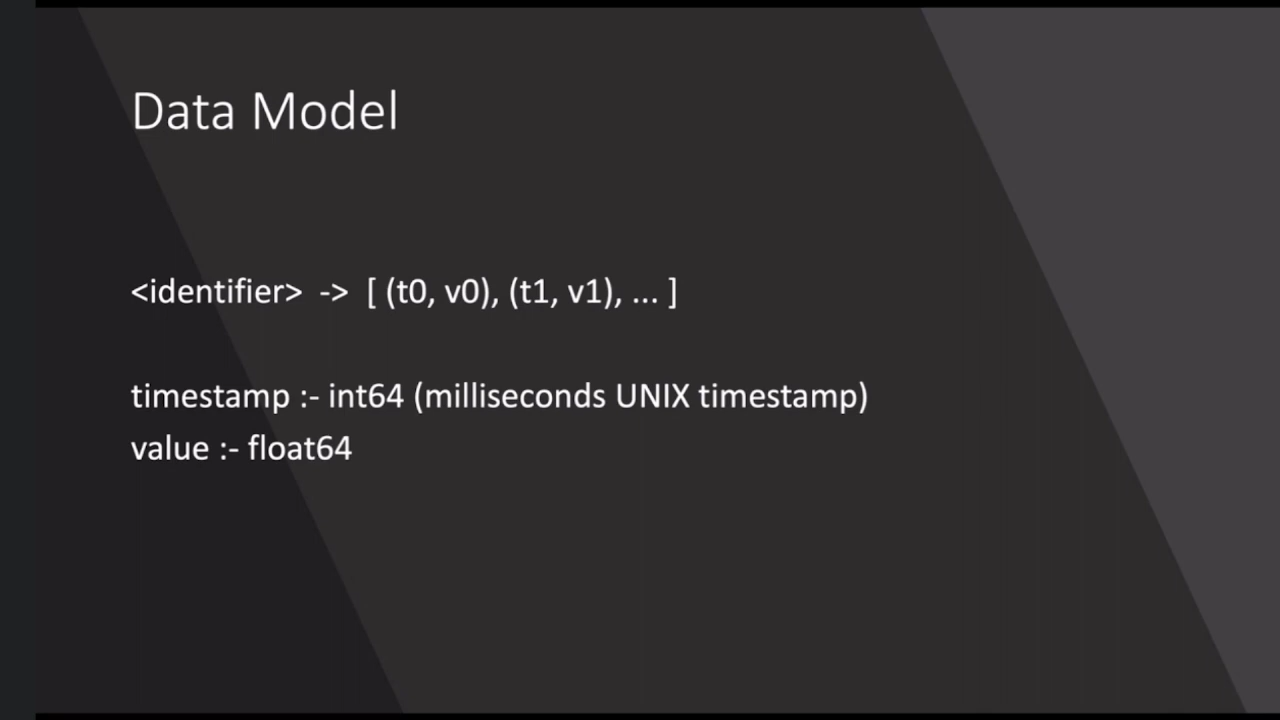 Data Model
<identifier> -> [ (t0, v0), (t1, v1), ... ]
timestamp :- int64 (milliseconds UNIX timestamp)
value :- float64